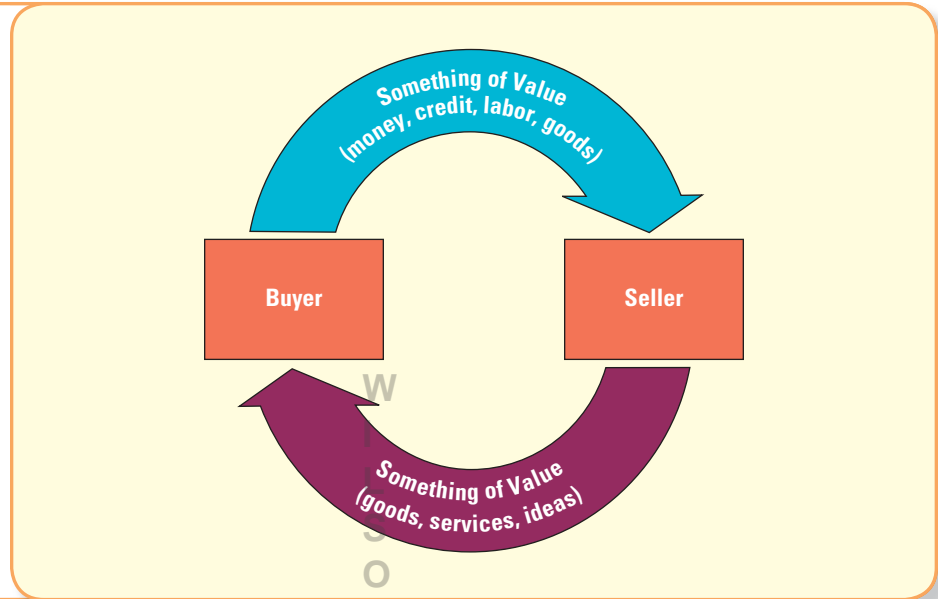 Something of Value
(money, credit, labor, goods)
Buyer
Seller
Something of Value
(goods, services, ideas)
W
I
L
S
O